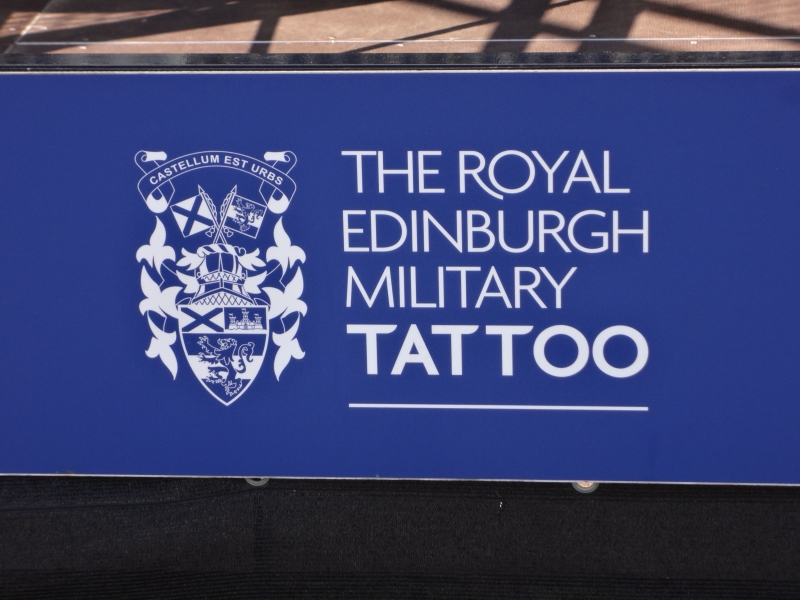 CASTELLUM EST URBS
THE ROYAL
EDINBURGH
MILITARY
TATTOO